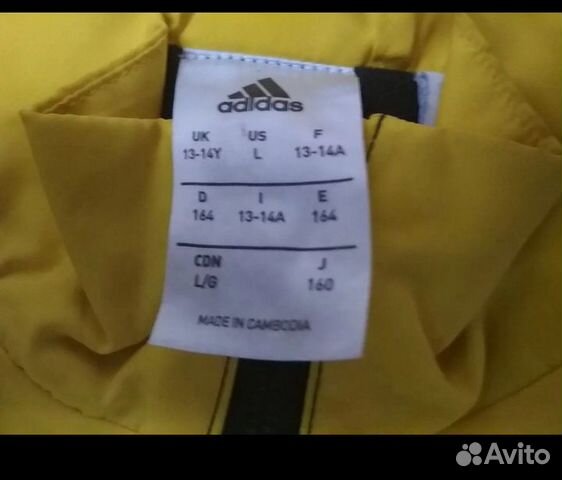 adidas
UK US F
13-14Y L 13-14A
D I E
164 13-14A 164
CDN J
L/G 160
MADE IN CAMBODIA
Avito